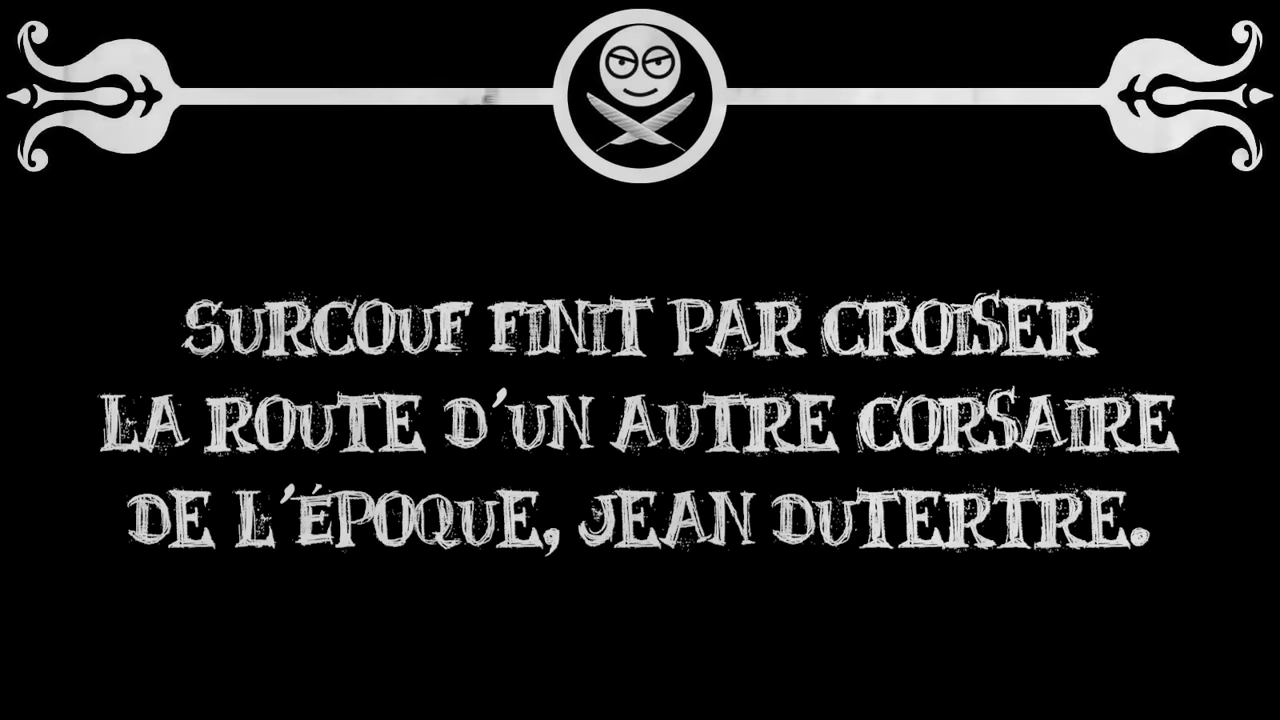 SURCOUF FINIT PAR CROISER
LA ROUTE D'UN AUTRE CORSAIRE
DE L'ÉPOQUE, JEAN DUTERTRE.